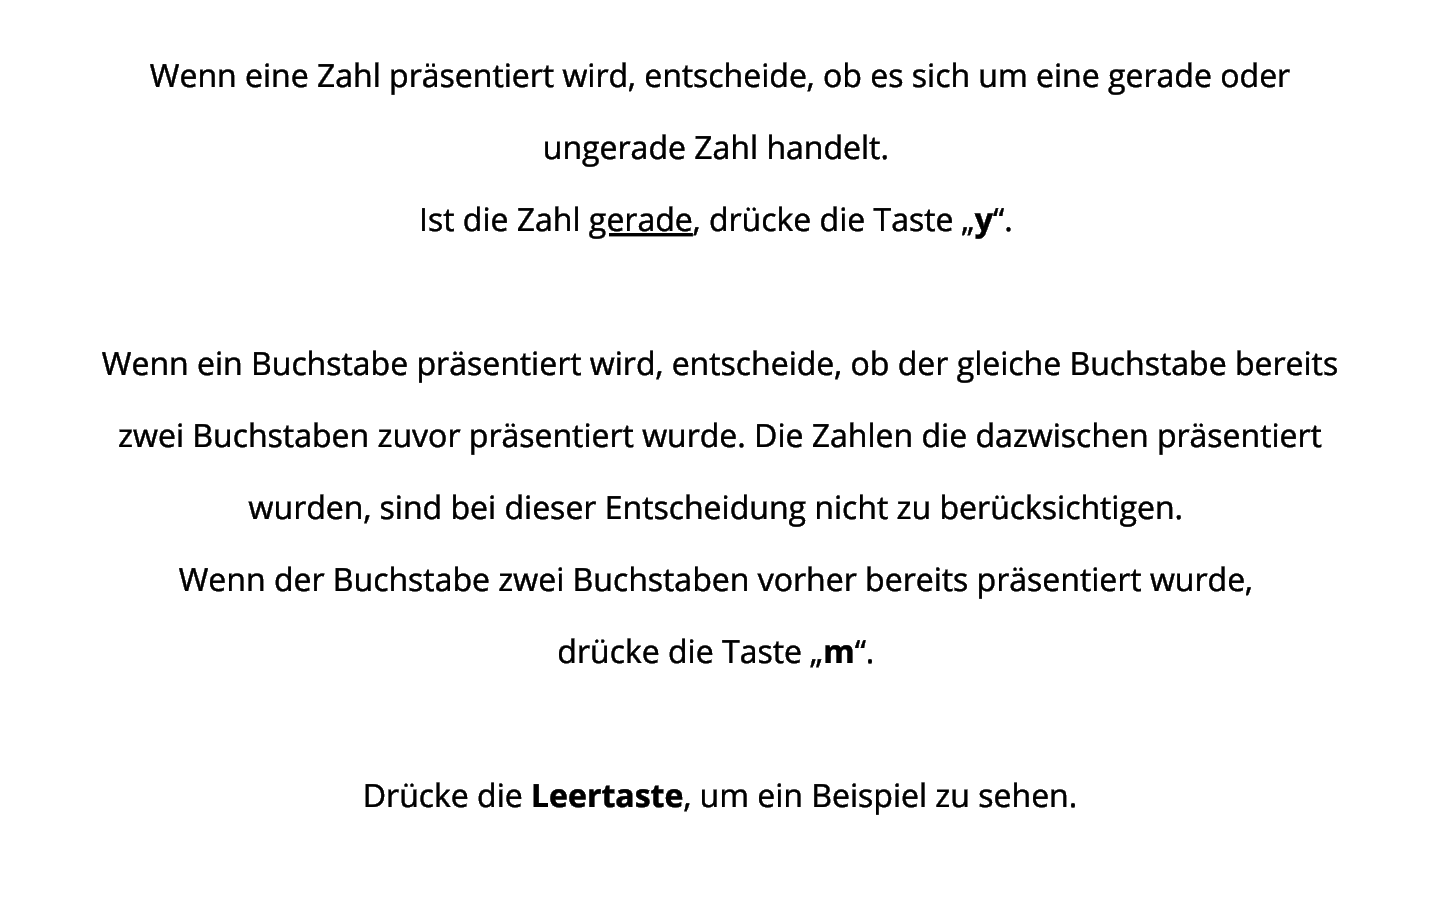 Wenn eine Zahl präsentiert wird, entscheide, ob es sich um eine gerade oder
ungerade Zahl handelt.
Ist die Zahl gerade, drücke die Taste „y“.
Wenn ein Buchstabe präsentiert wird, entscheide, ob der gleiche Buchstabe bereits
zwei Buchstaben zuvor präsentiert wurde. Die Zahlen die dazwischen präsentiert
wurden, sind bei dieser Entscheidung nicht zu berücksichtigen.
Wenn der Buchstabe zwei Buchstaben vorher bereits präsentiert wurde,
drücke die Taste „m“.
Drücke die Leertaste, um ein Beispiel zu sehen.